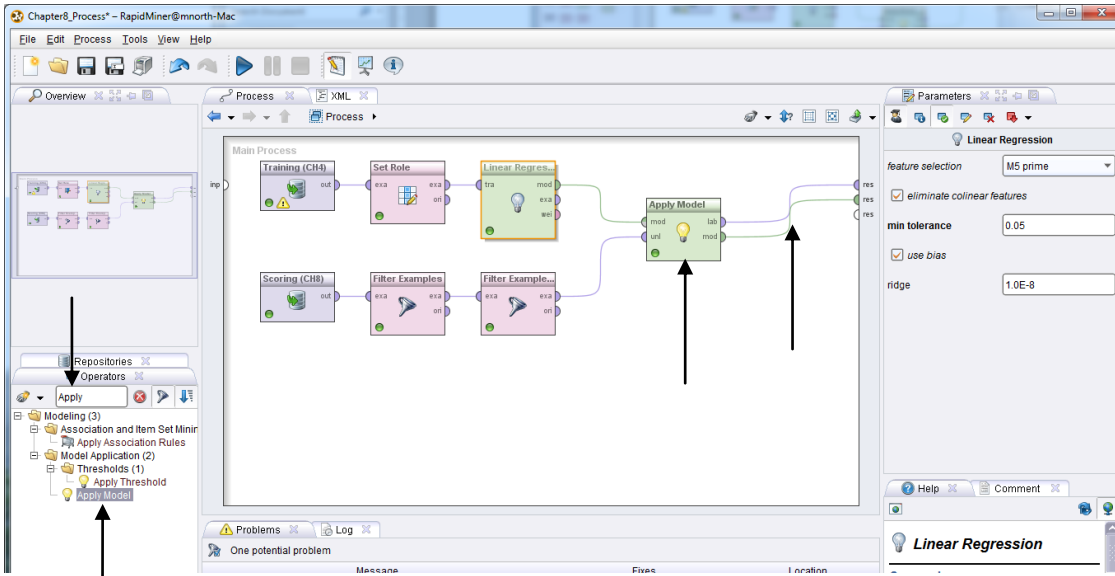 Chapter8_Process* – RapidMiner@mnorth-Mac
File Edit Process Tools View Help
Overview
Process
XML
Process
Parameters
Linear Regression
feature selection
M5 prime
eliminate colinear features
min tolerance
0.05
use bias
ridge
1.0E-8
Main Process
inp
Training (CH4)
out
Set Role
exa exa
ori
Linear Regres...
tra mod
exa
wei
Apply Model
mod lab
unl mod
res
res
res
Scoring (CH8)
out
Filter Examples
exa exa
ori
Filter Example...
exa exa
ori
Repositories
Operators
Apply
Modeling (3)
Association and Item Set Minin
Apply Association Rules
Model Application (2)
Thresholds (1)
Apply Threshold
Apply Model
Problems
Log
One potential problem
Message Fixes Location
Help
Comment
Linear Regression